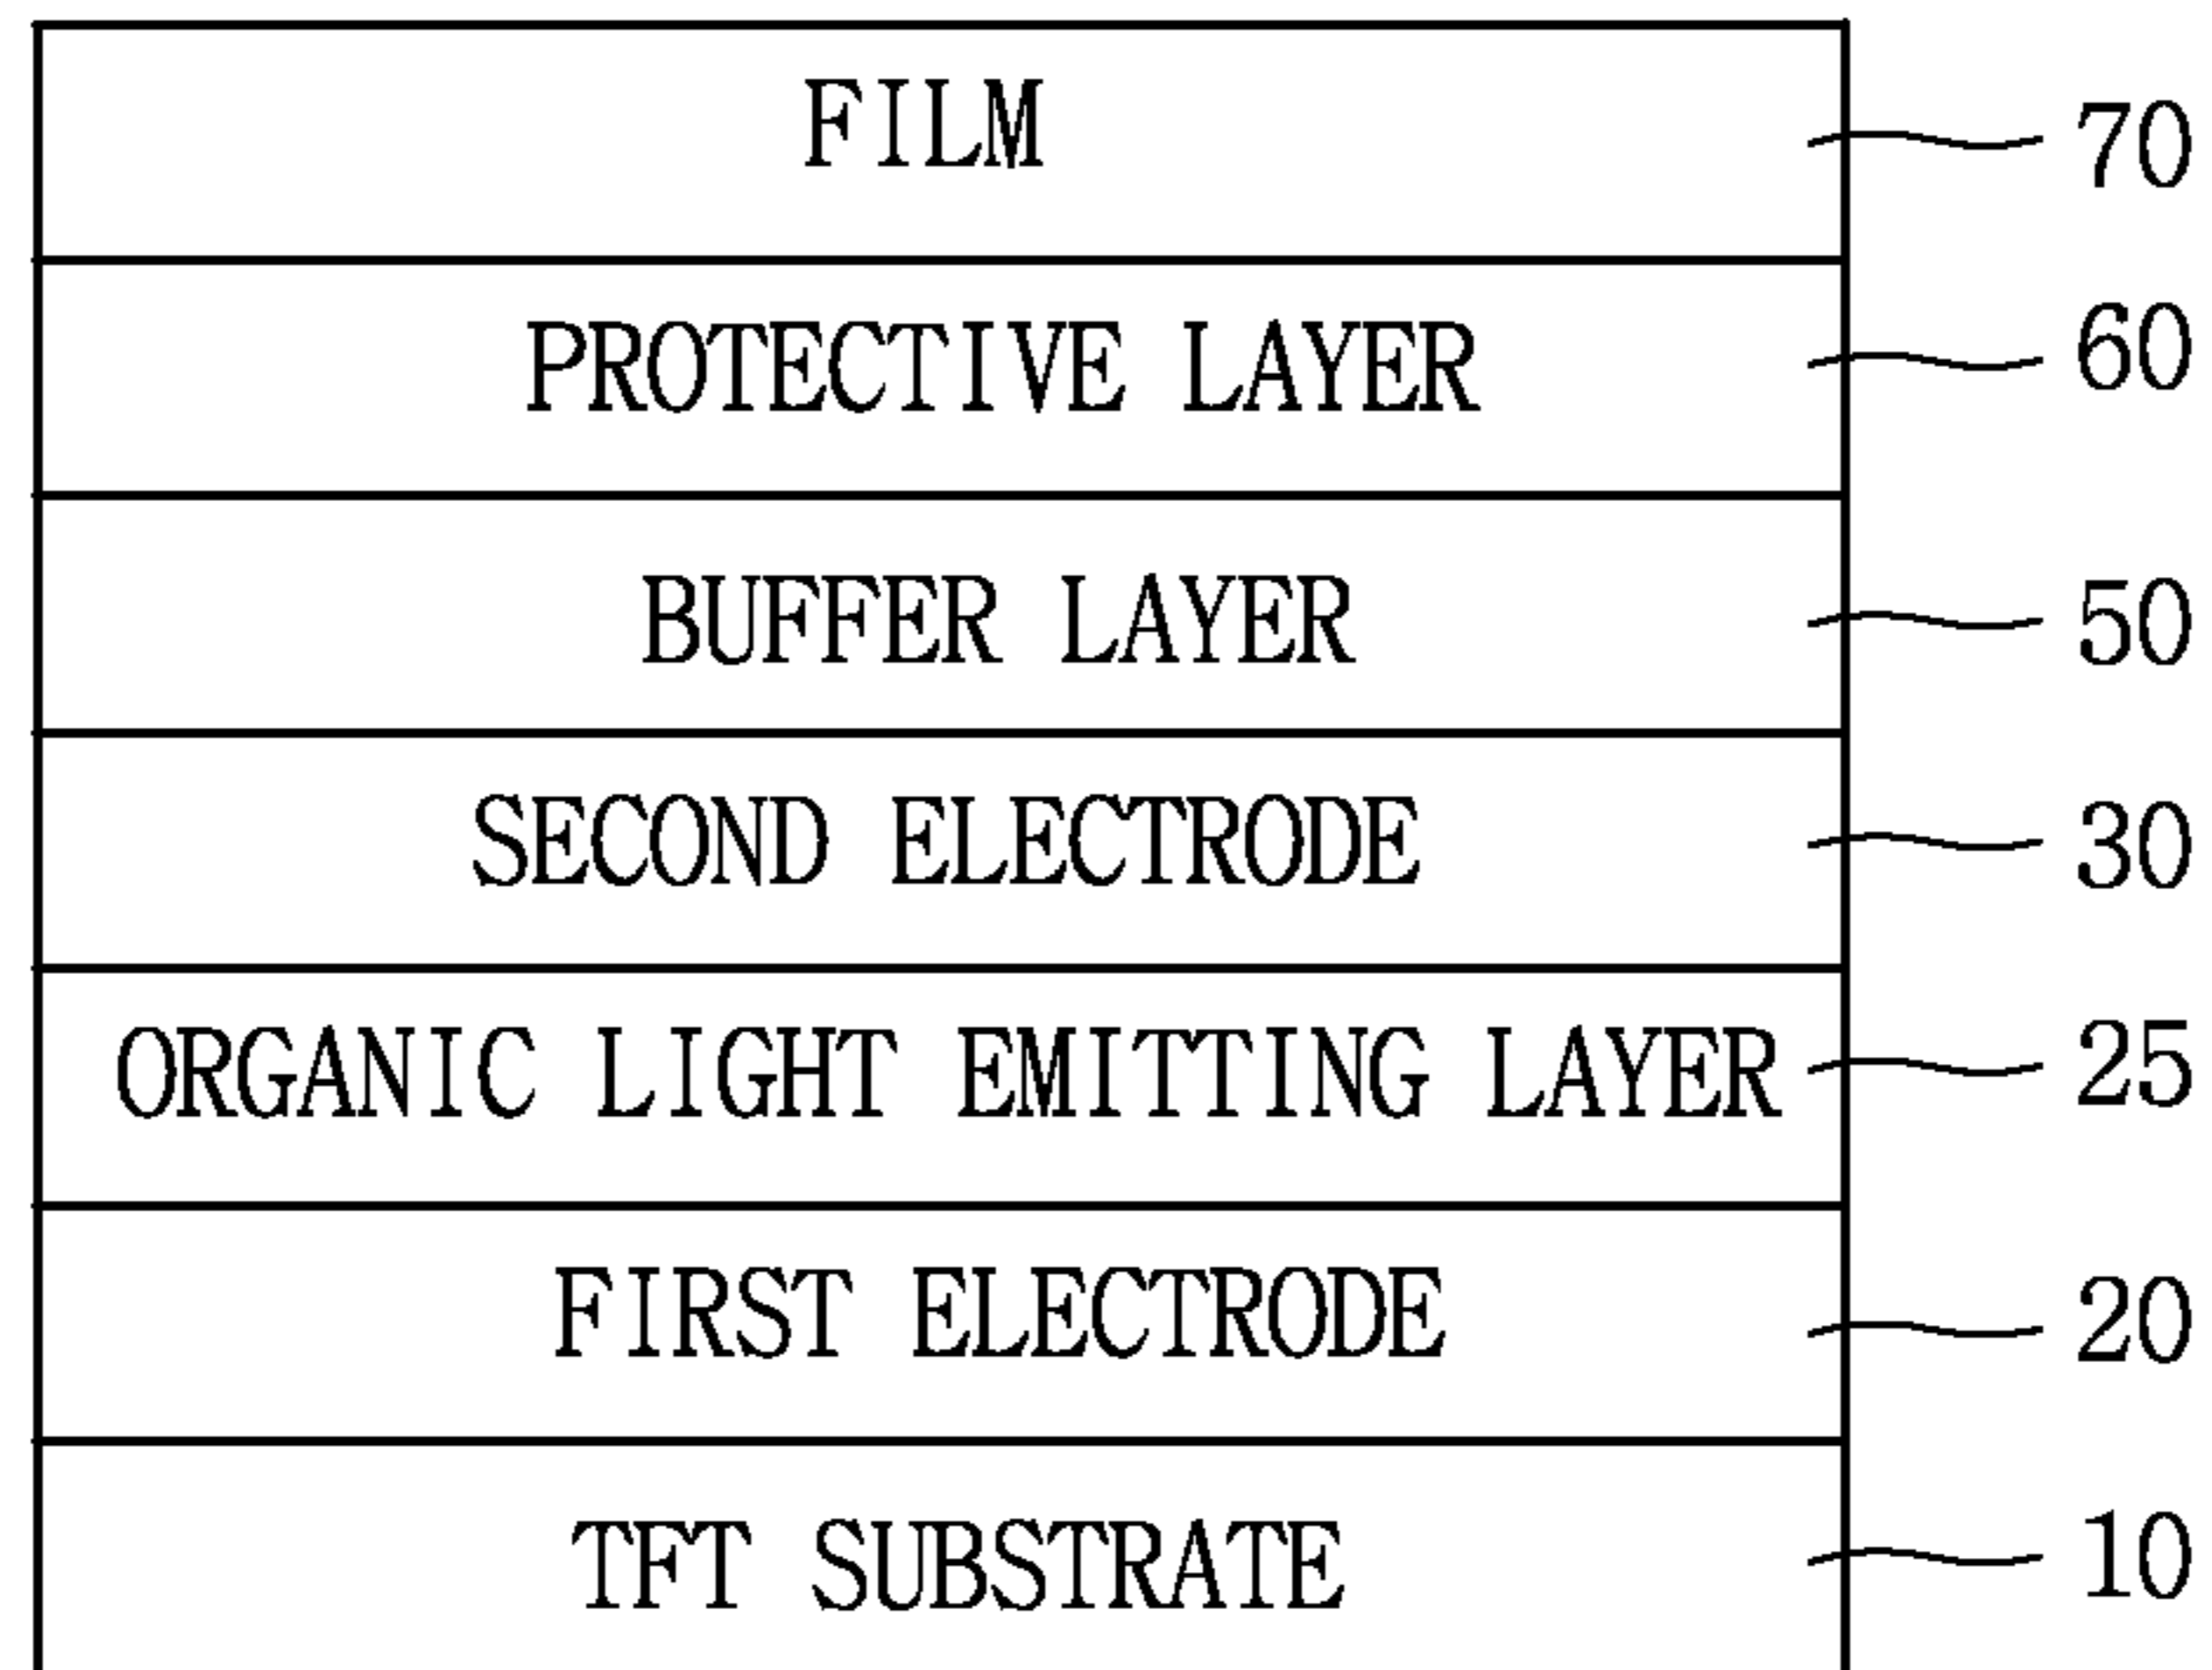 FILM 70
PROTECTIVE LAYER 60
BUFFER LAYER 50
SECOND ELECTRODE 30
ORGANIC LIGHT EMITTING LAYER 25
FIRST ELECTRODE 20
TFT SUBSTRATE 10